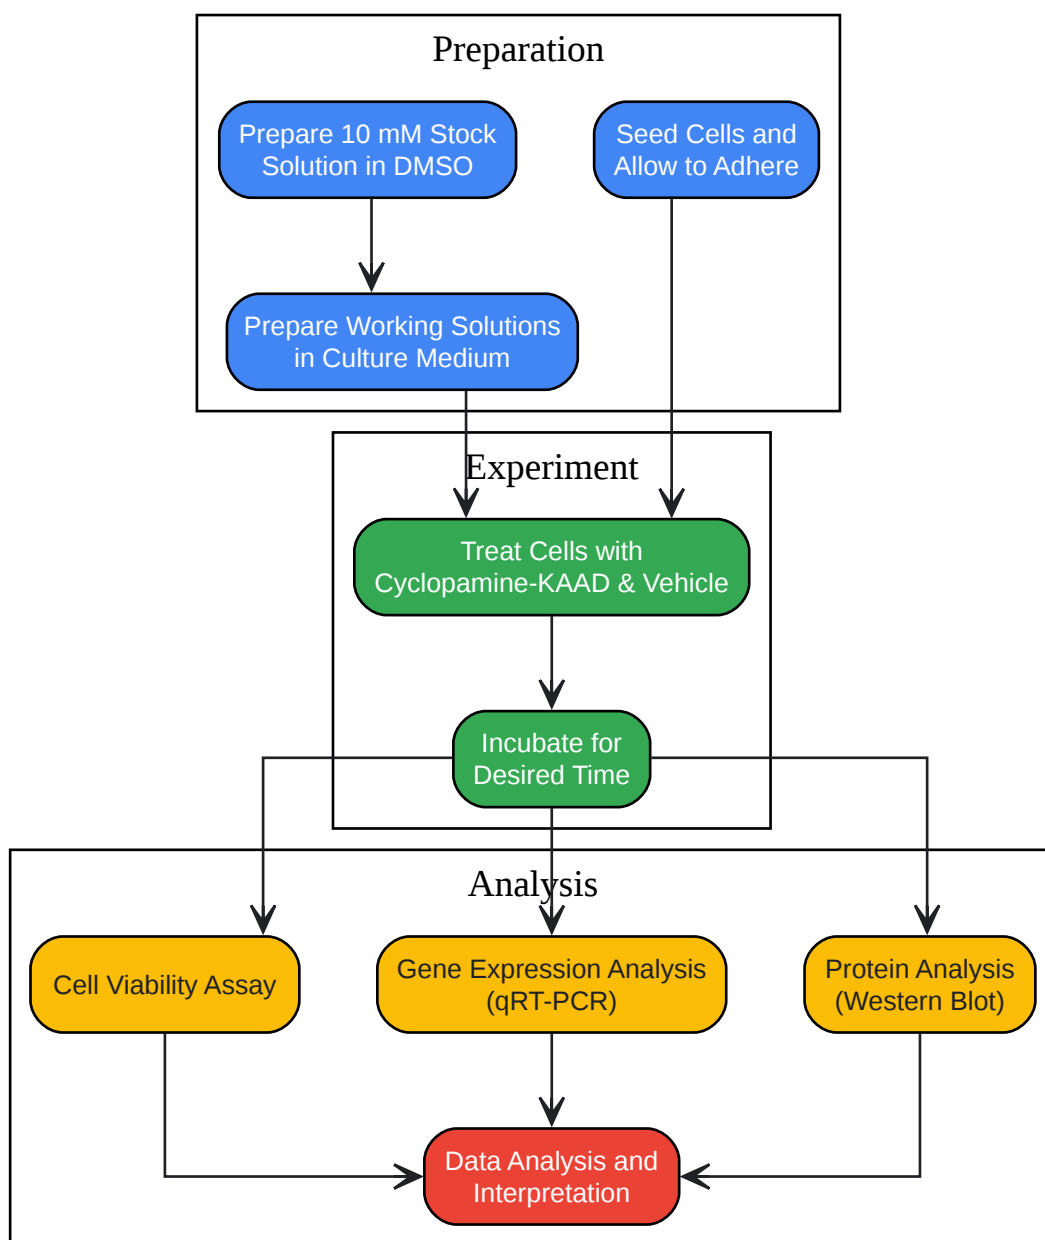 Preparation
Prepare 10 mM Stock
Solution in DMSO
Seed Cells and
Allow to Adhere
Prepare Working Solutions
in Culture Medium
Experiment
Treat Cells with
Cyclopamine-KAAD & Vehicle
Incubate for
Desired Time
Analysis
Cell Viability Assay
Gene Expression Analysis
(qRT-PCR)
Protein Analysis
(Western Blot)
Data Analysis and
Interpretation